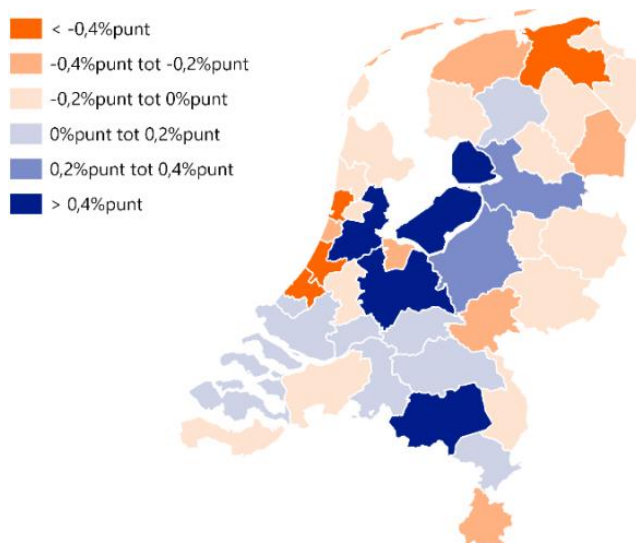 < -0,4%punt
-0,4%punt tot -0,2%punt
-0,2%punt tot 0%punt
0%punt tot 0,2%punt
0,2%punt tot 0,4%punt
> 0,4%punt